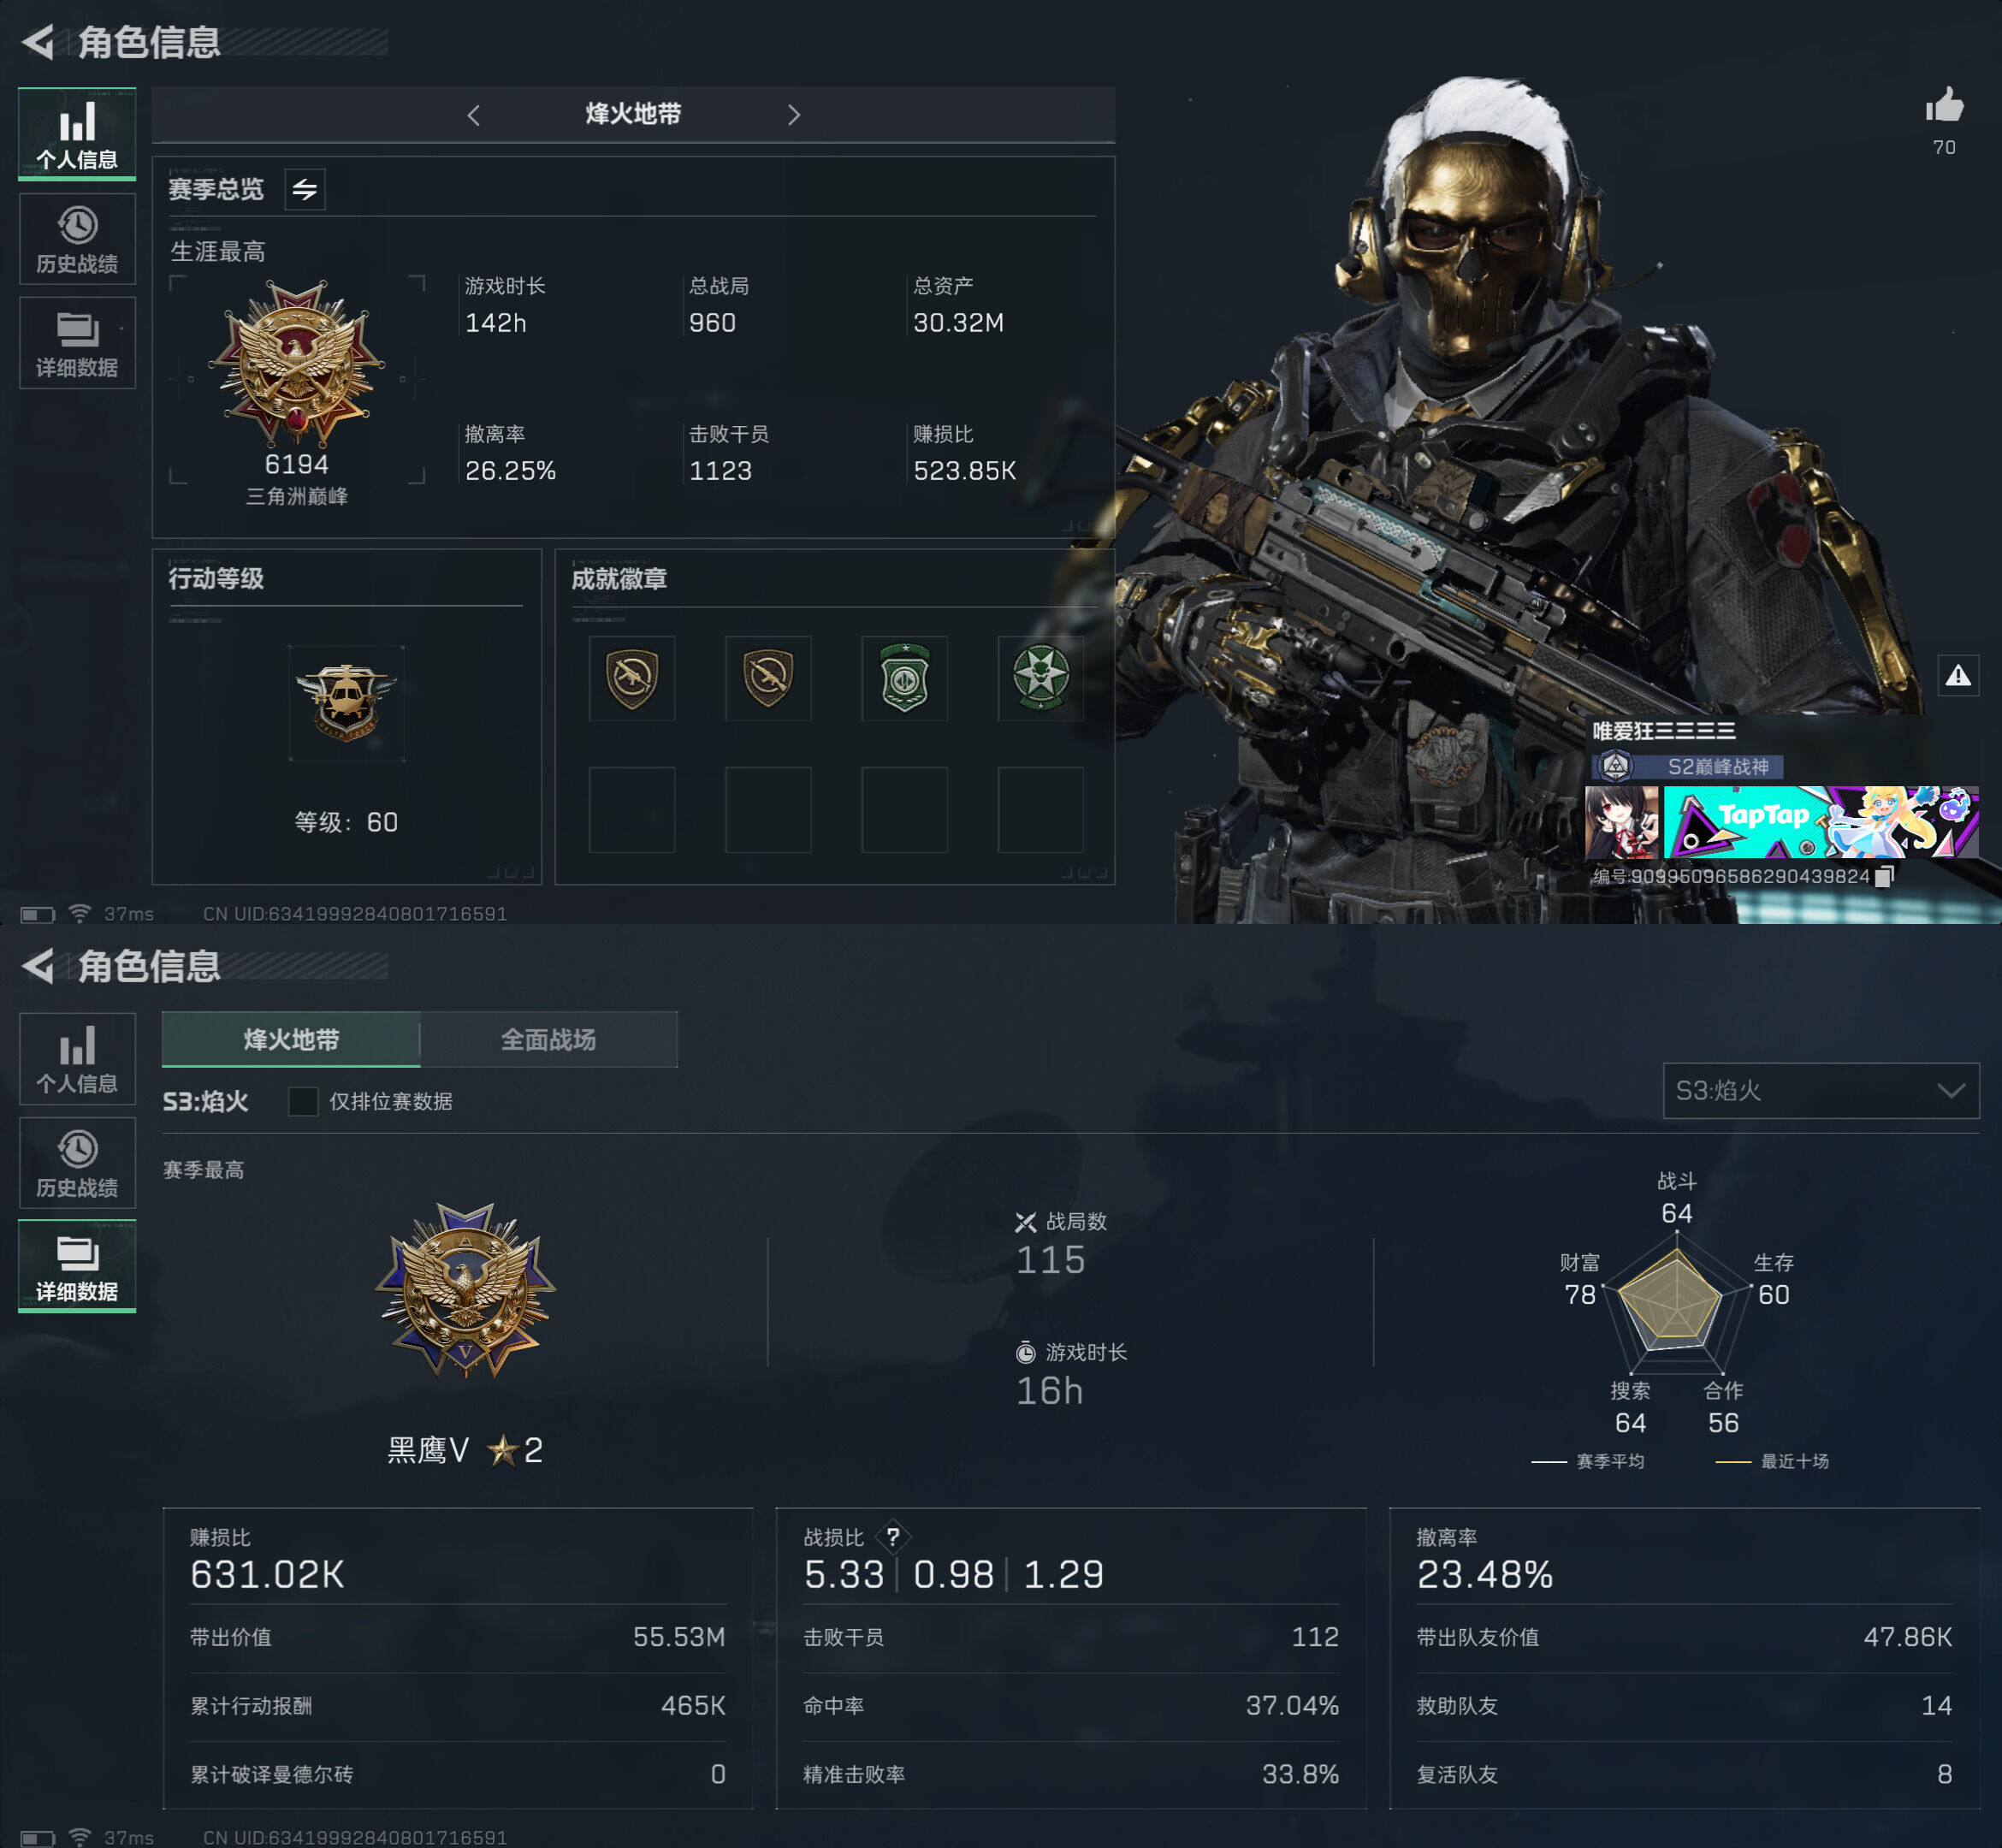 角色信息
个人信息
历史战绩
详细数据
烽火地带
赛季总览
生涯最高
6194
三角洲巅峰
游戏时长
142h
总战局
960
总资产
30.32M
撤离率
26.25%
击败干员
1123
赚损比
523.85K
行动等级
等级：60
成就徽章
70
唯爱狂三三三三
S2巅峰战神
TapTap
编号:90995096586290439824
37ms CN UID:63419992840801716591
角色信息
个人信息
历史战绩
详细数据
烽火地带 全面战场
S3:焰火 仅排位赛数据
S3:焰火
赛季最高
V
黑鹰V 2
战局数
115
游戏时长
16h
战斗
64
财富
78
生存
60
搜索
64
合作
56
赛季平均 最近十场
赚损比
631.02K
带出价值 55.53M
累计行动报酬 465K
累计破译曼德尔砖 0
战损比 ?
5.33 0.98 1.29
击败干员 112
命中率 37.04%
精准击败率 33.8%
撤离率
23.48%
带出队友价值 47.86K
救助队友 14
复活队友 8
37ms CN UID:63419992840801716591